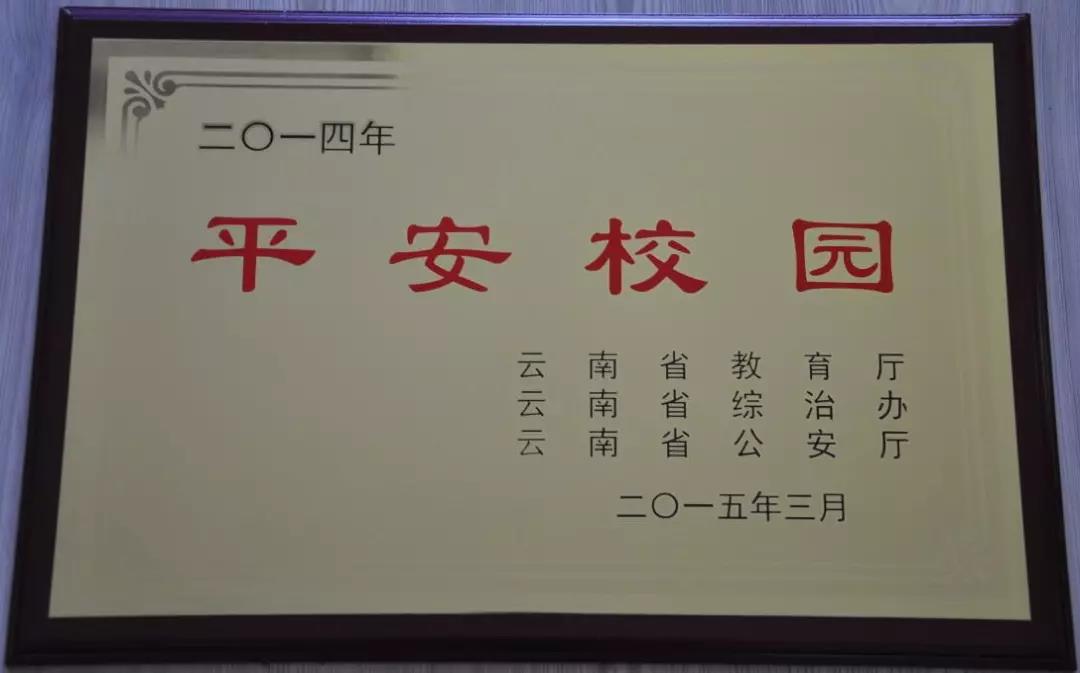 二〇一四年
平安校园
云南省教育厅
云南省综治办
云南省公安厅
二〇一五年三月